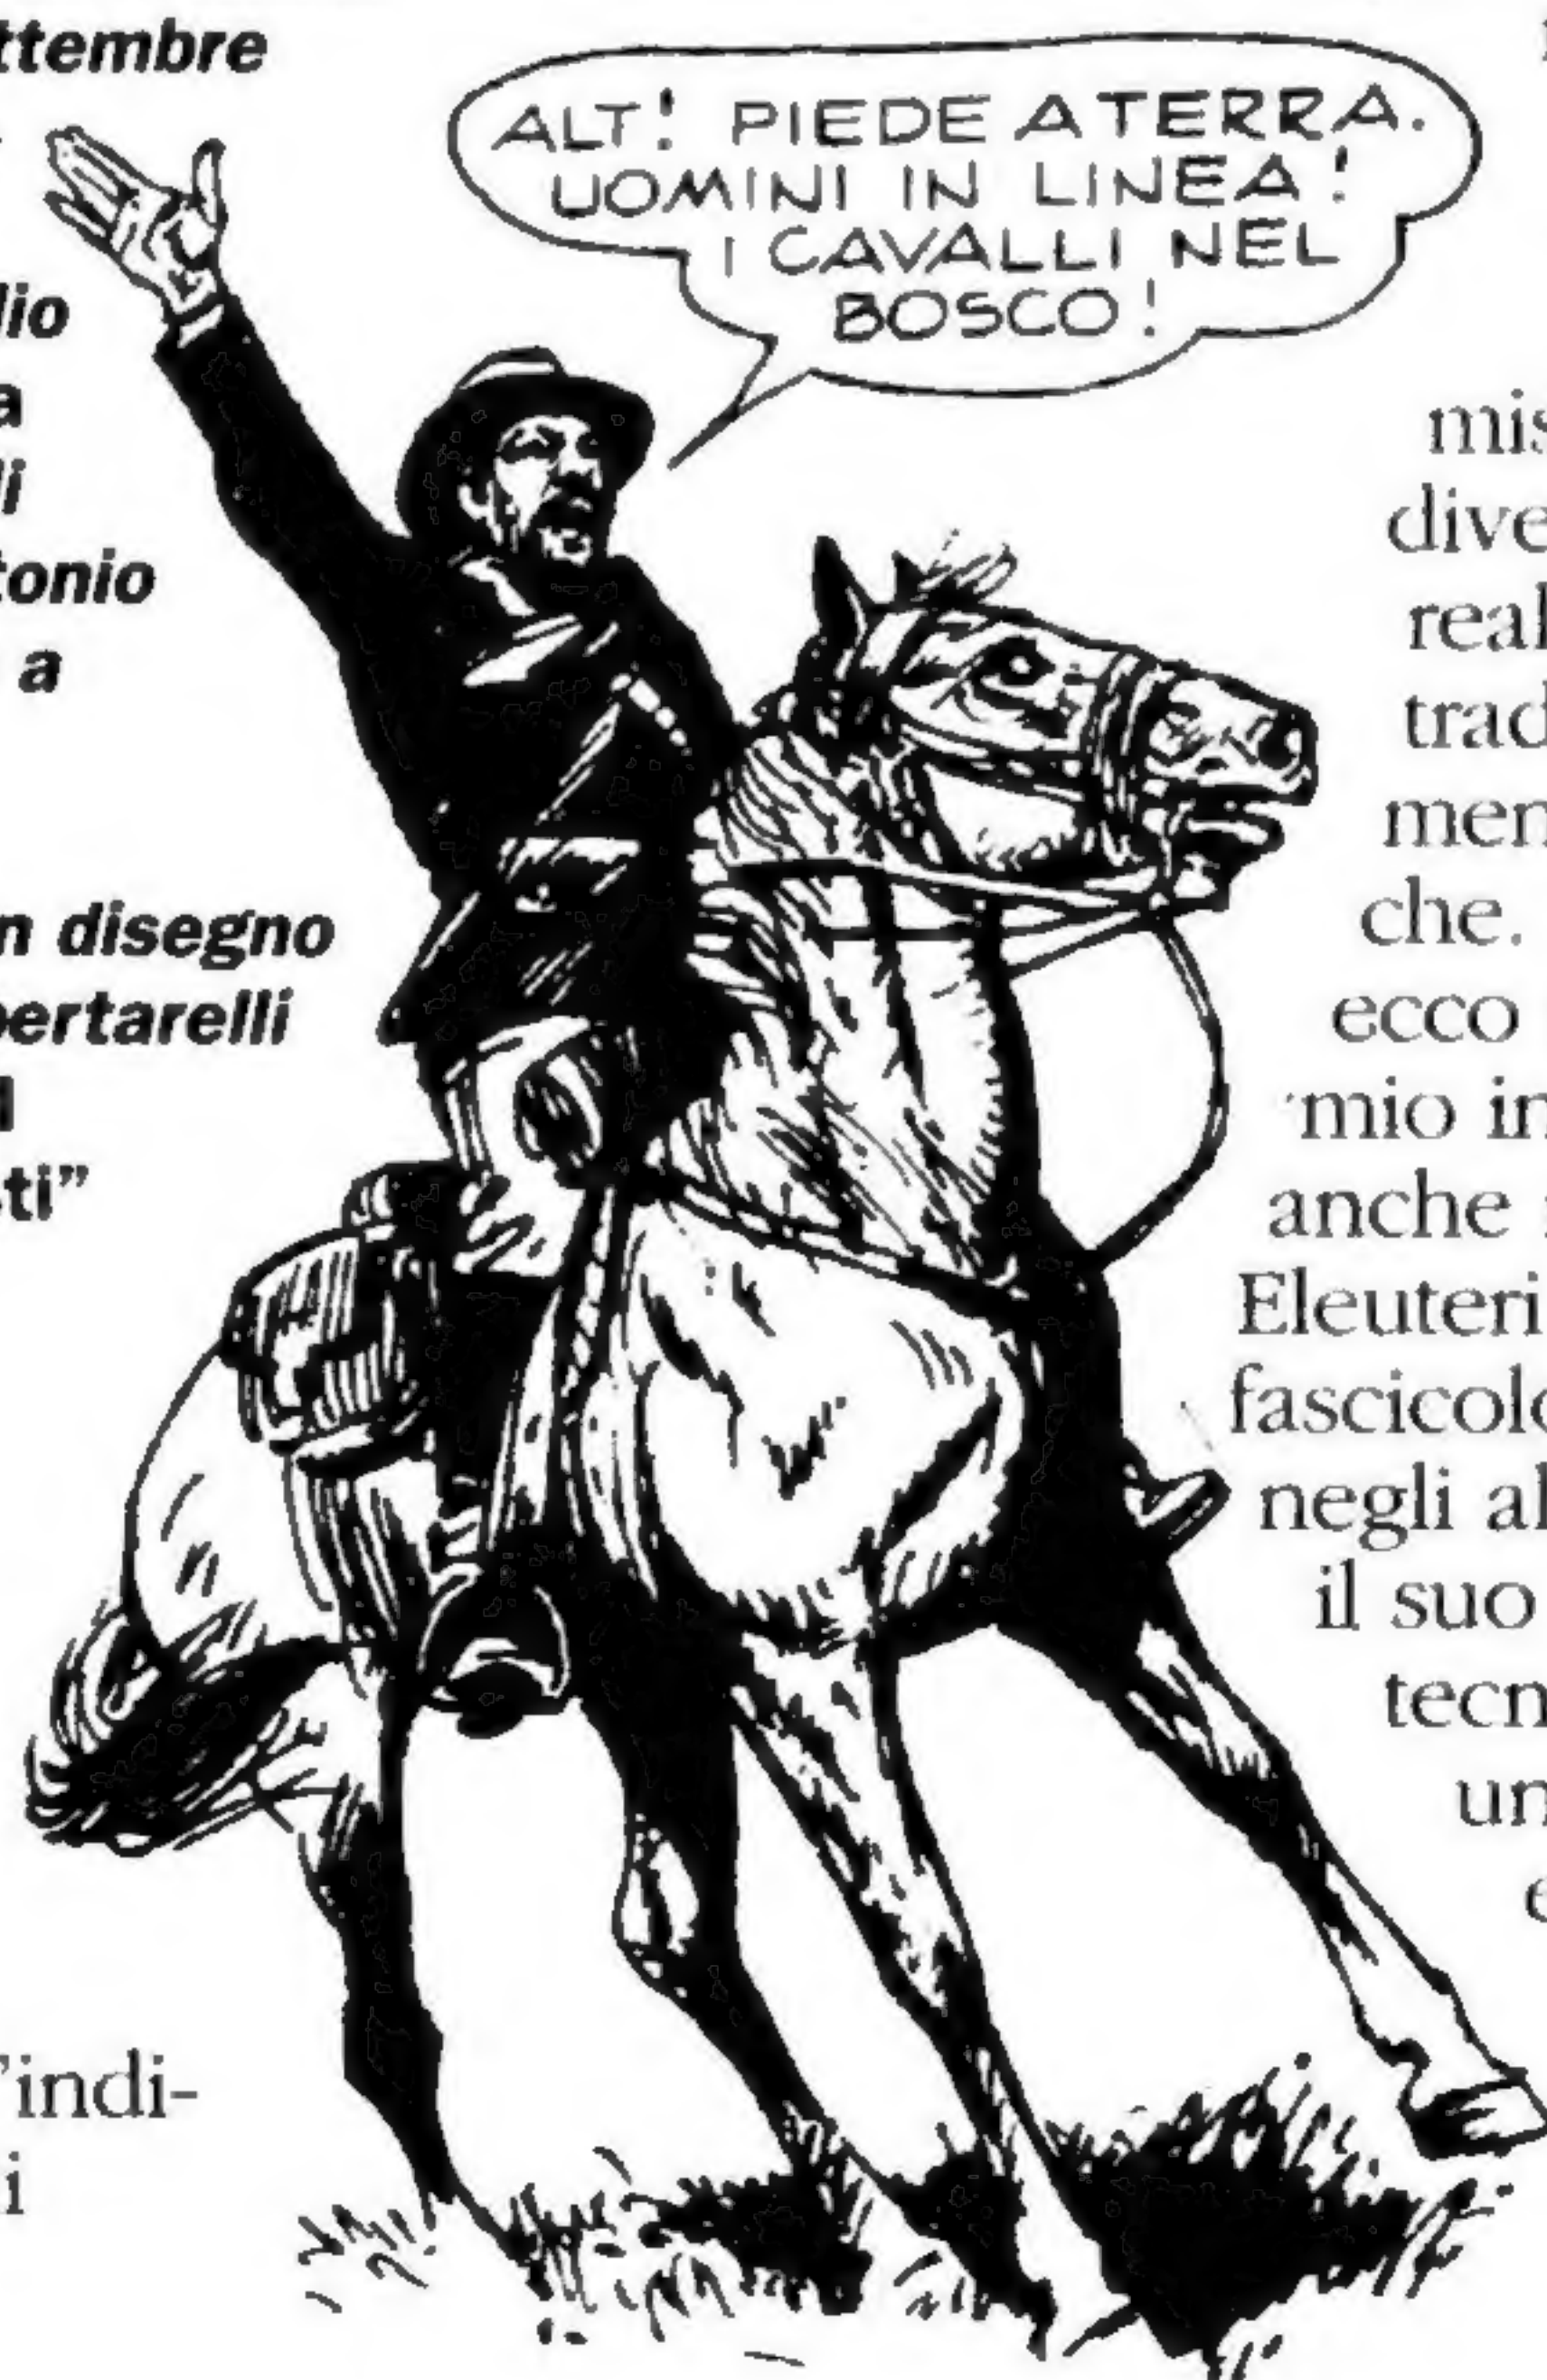 ttembre
ALT! PIEDE A TERRA.
UOMINI IN LINEA!
I CAVALLI NEL
BOSCO!
lio
a
li
tonio
a
n disegno
pertarelli
ti”
’indi-
i
mis
dive
real
trad
men
che.
ecco
mio in
anche
Eleuteri
fascicolo
negli al
il suo
tecn
un
e